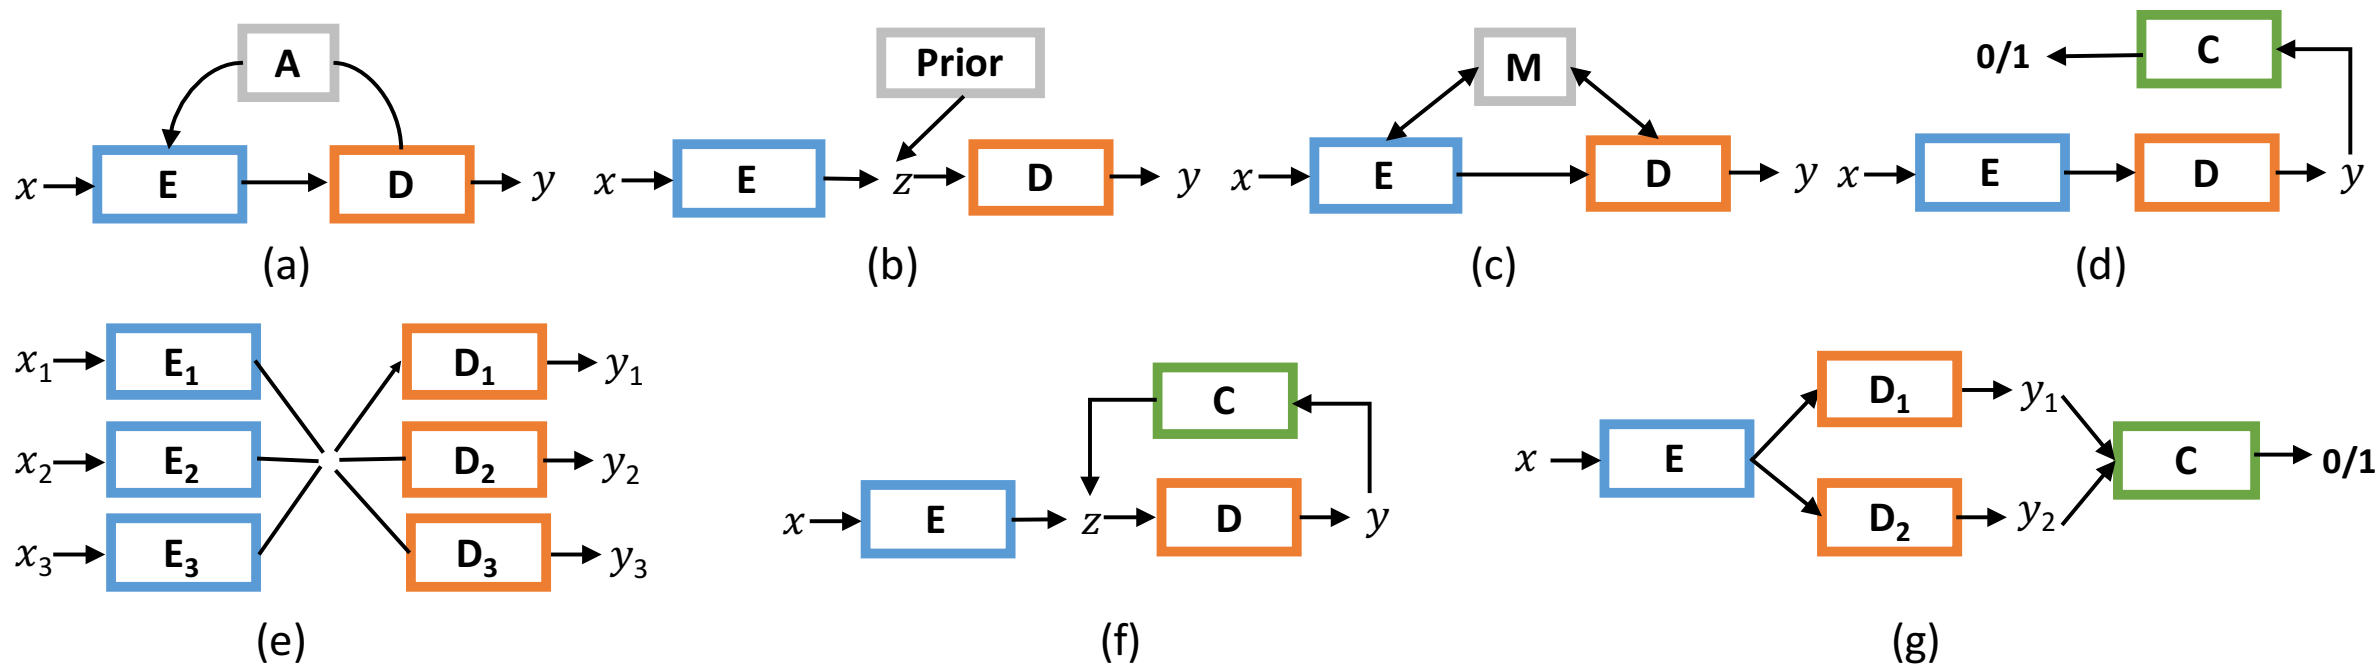 A
x E D y
(a)
Prior
x E z D y
(b)
M
x E D y
(c)
0/1 C
x E D y
(d)
x1 E1 D1 y1
x2 E2 D2 y2
x3 E3 D3 y3
(e)
C
x E z D y
(f)
D1 y1
x E C 0/1
D2 y2
(g)